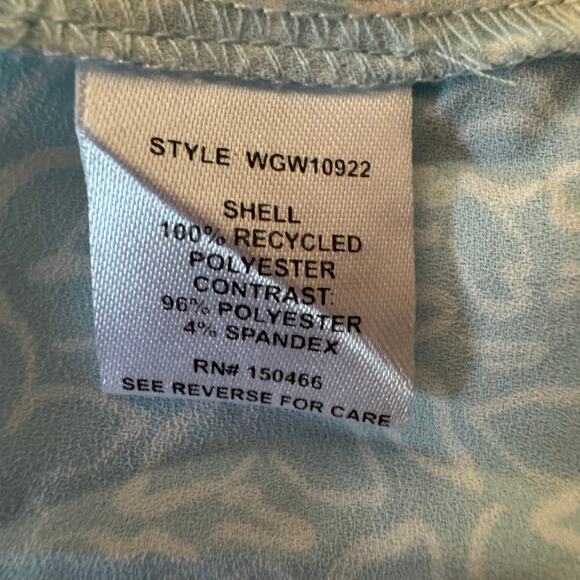 STYLE WGW10922
SHELL
100% RECYCLED
POLYESTER
CONTRAST:
96% POLYESTER
4% SPANDEX
RN# 150466
SEE REVERSE FOR CARE